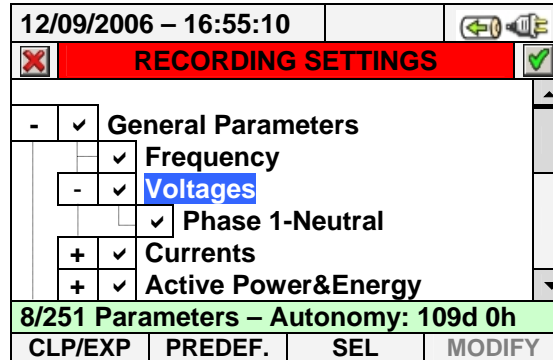 12/09/2006 – 16:55:10
RECORDING SETTINGS
- General Parameters
Frequency
- Voltages
Phase 1-Neutral
+ Currents
+ Active Power&Energy
8/251 Parameters – Autonomy: 109d 0h
CLP/EXP PREDEF. SEL MODIFY